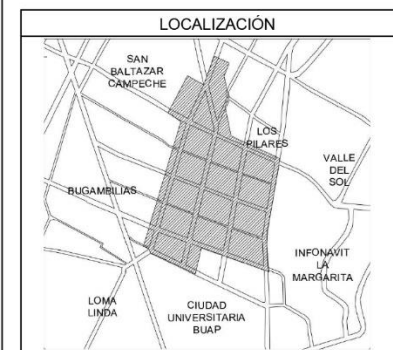 LOCALIZACIÓN
SAN
BALTAZAR
CAMPECHE
LOS
PILARES
VALLE
DEL
SOL
BUGAMBILIAS
INFONAVIT
LA
MARGARITA
LOMA
LINDA
CIUDAD
UNIVERSITARIA
BUAP